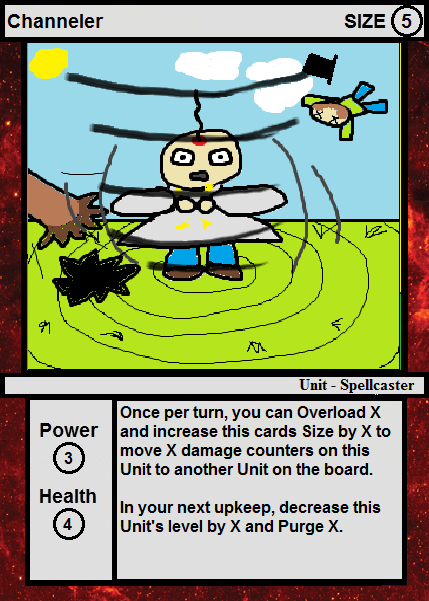 Channeler SIZE 5
Unit - Spellcaster
Power
3
Health
4
Once per turn, you can Overload X
and increase this cards Size by X to
move X damage counters on this
Unit to another Unit on the board.
In your next upkeep, decrease this
Unit's level by X and Purge X.